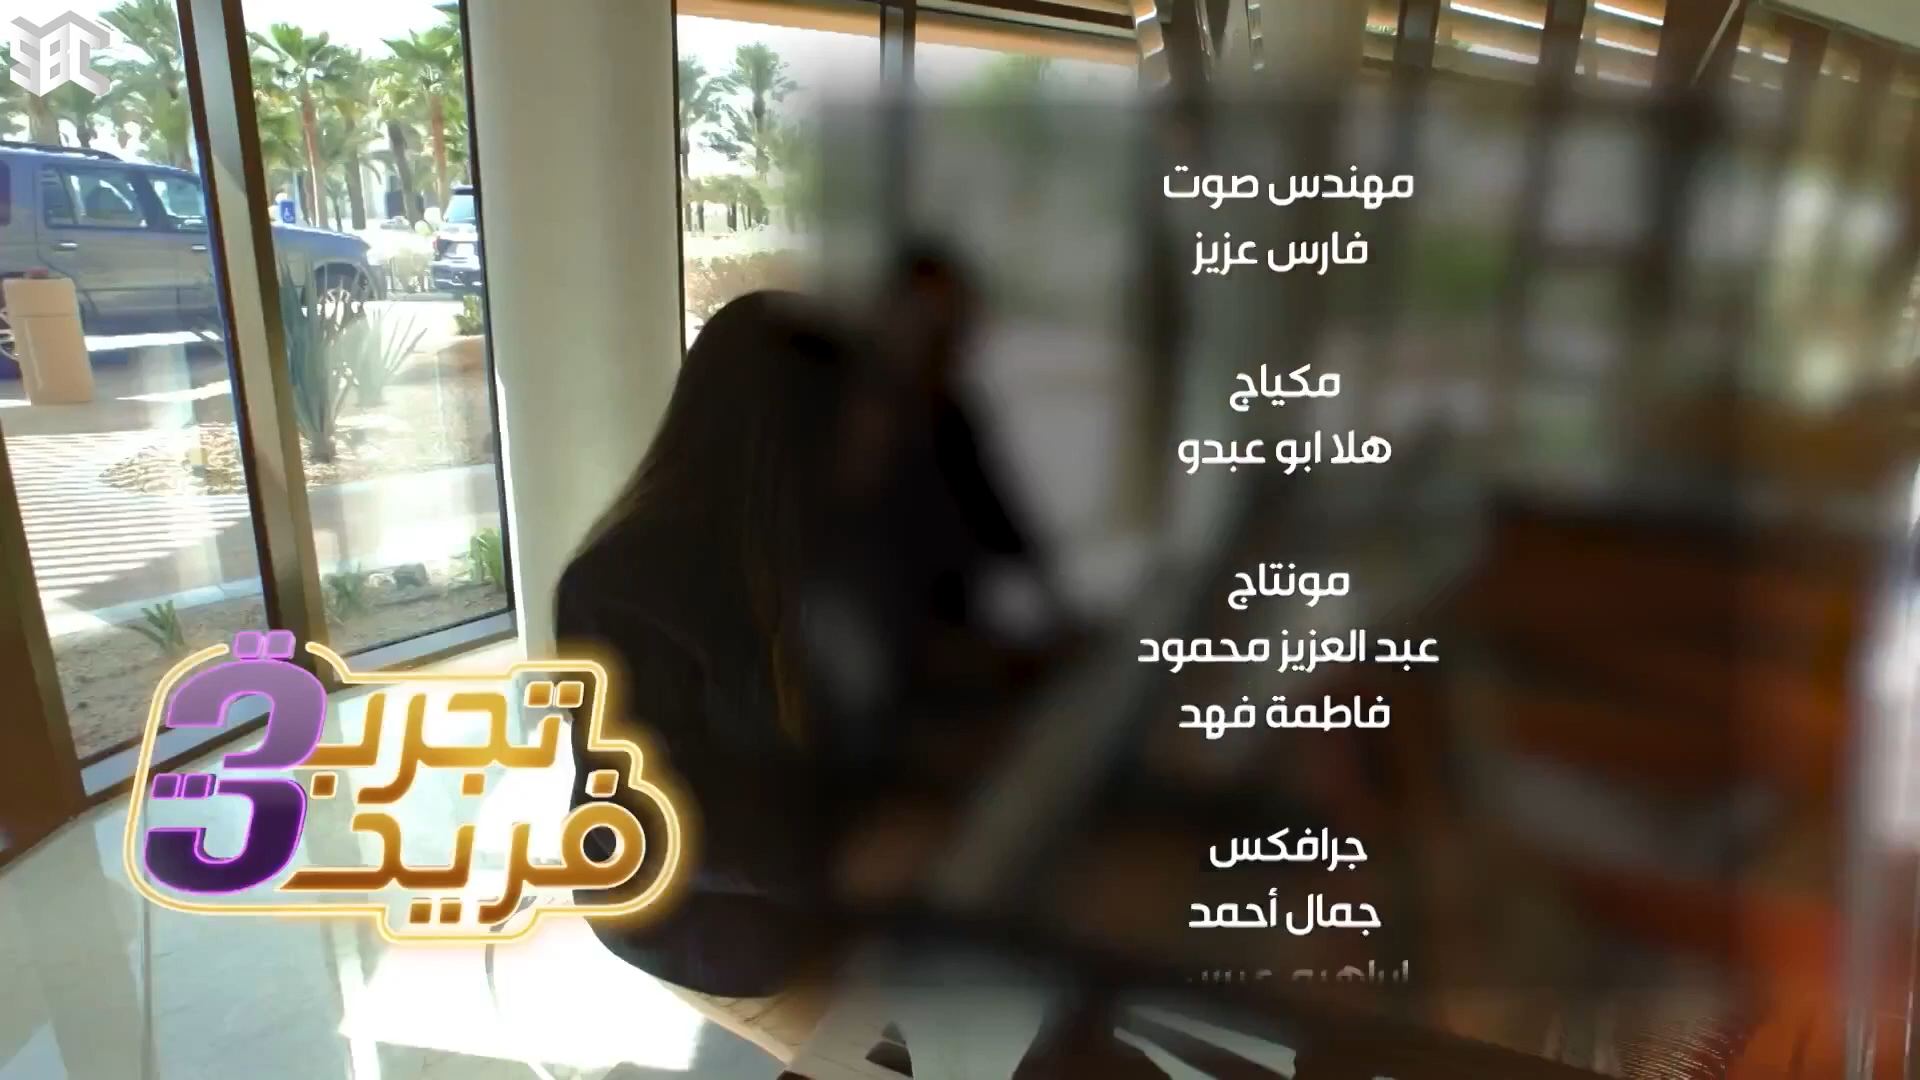 SBC
مهندس صوت
فارس عزيز
مكياج
هلا ابو عبدو
مونتاج
عبد العزيز محمود
فاطمة فهد
جرافكس
جمال أحمد
تجربة
فريدة
3